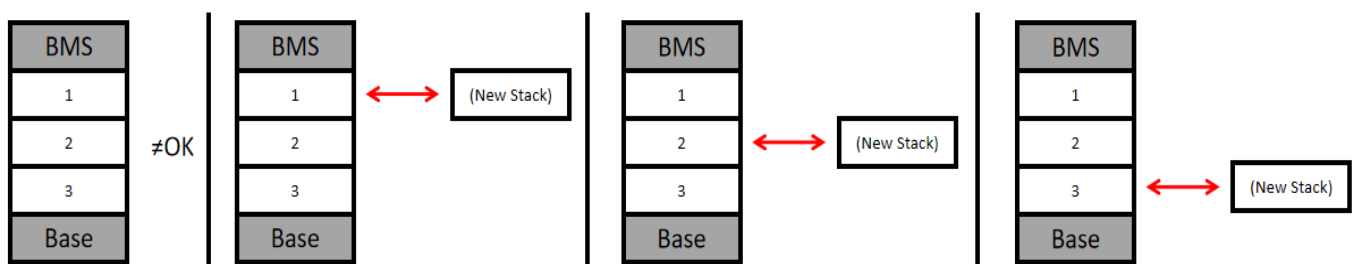 BMS
1
2
3
Base
≠OK
BMS
1
2
3
Base
(New Stack)
BMS
1
2
3
Base
(New Stack)
BMS
1
2
3
Base
(New Stack)